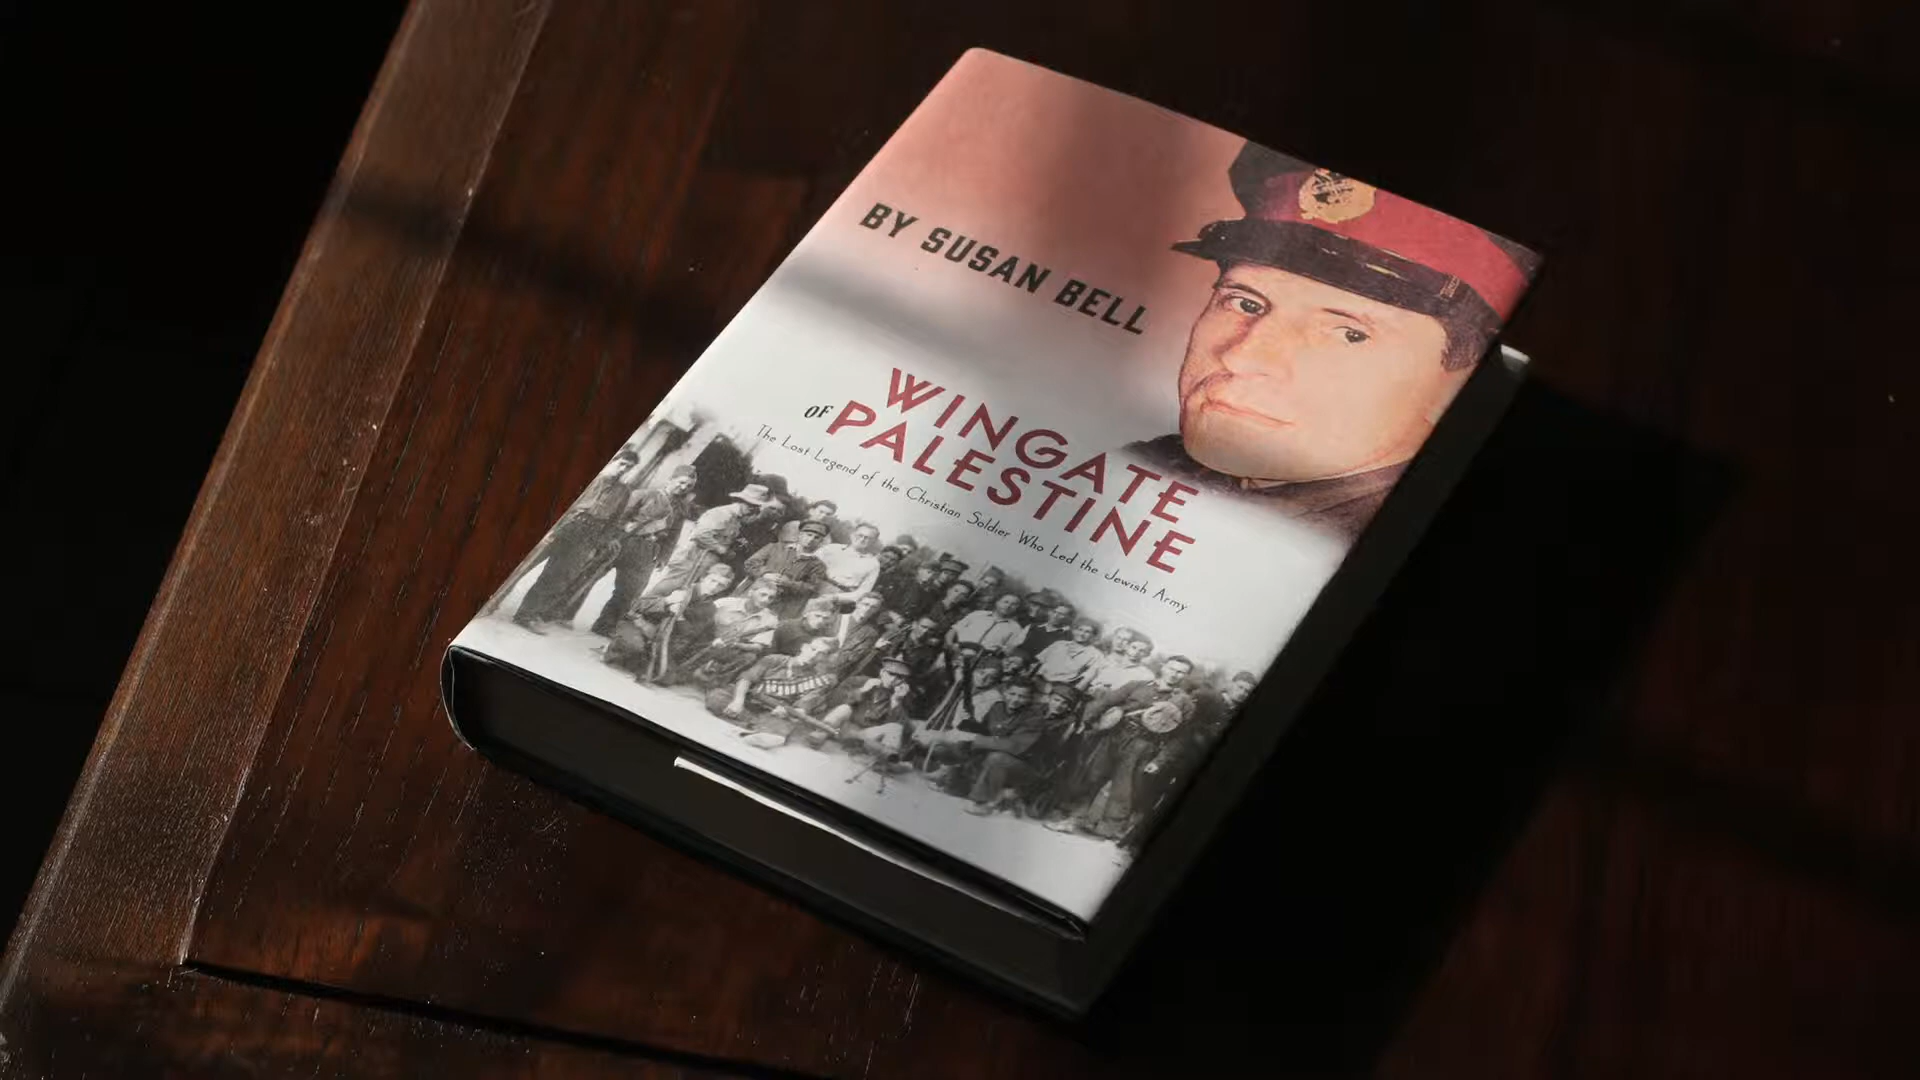 BY SUSAN BELL
WINGATE
OF PALESTINE
The Lost Legend of the Christian Soldier Who Led the Jewish Army